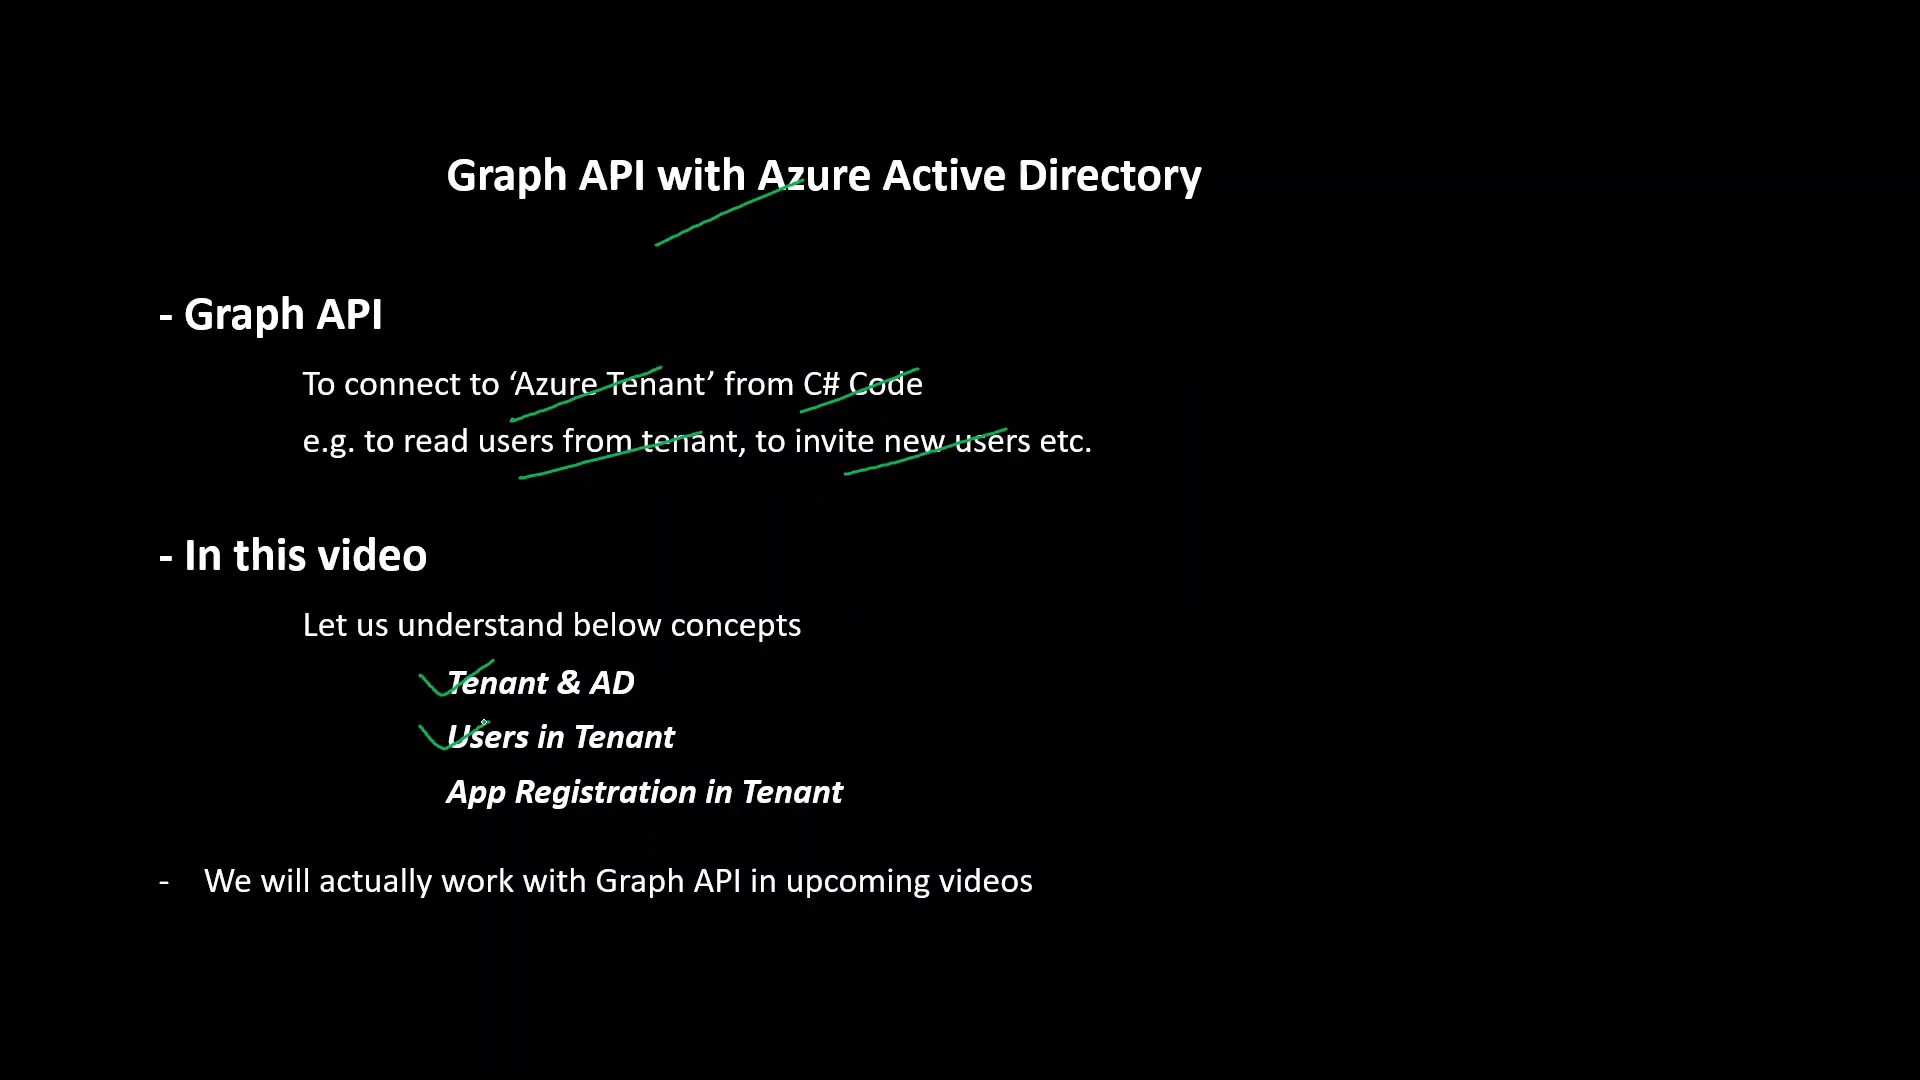 Graph API with Azure Active Directory
- Graph API
To connect to ‘Azure Tenant’ from C# Code
e.g. to read users from tenant, to invite new users etc.
- In this video
Let us understand below concepts
Tenant & AD
Users in Tenant
App Registration in Tenant
- We will actually work with Graph API in upcoming videos